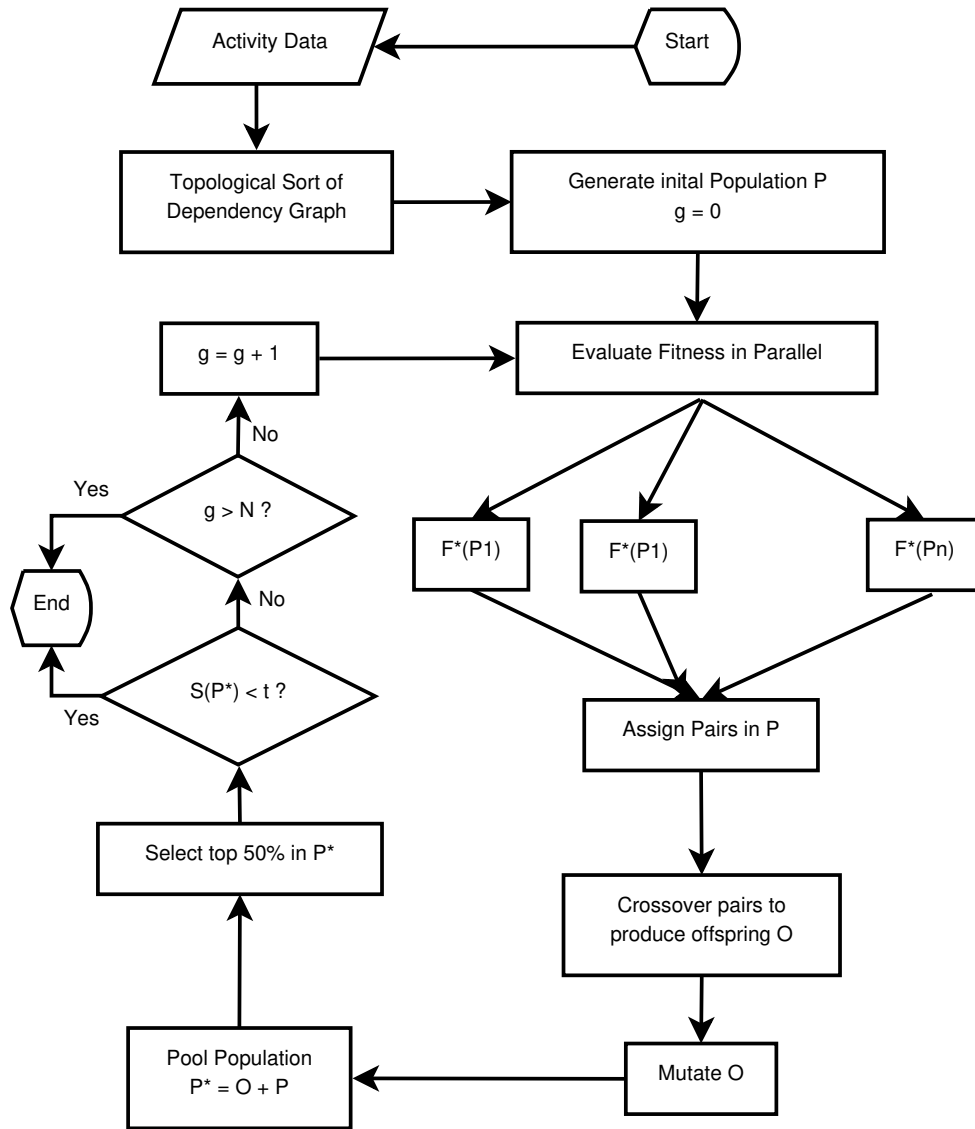 Start
Activity Data
Topological Sort of
Dependency Graph
Generate inital Population P
g = 0
Evaluate Fitness in Parallel
F*(P1)
F*(P1)
F*(Pn)
Assign Pairs in P
Crossover pairs to
produce offspring O
Mutate O
Pool Population
P* = O + P
Select top 50% in P*
S(P*) < t ?
Yes
No
g > N ?
Yes
No
End
g = g + 1